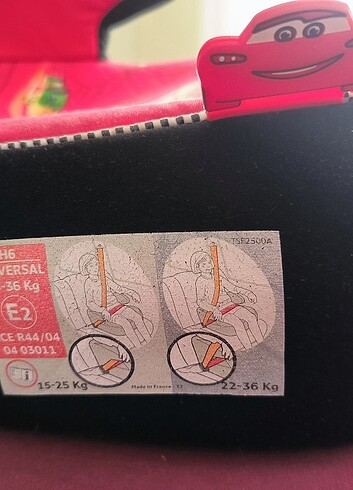 H6
VERSAL
-36 Kg
E2
CE R44/04
04 03011
TSF2500A
15-25 Kg
Made in France
22-36 Kg